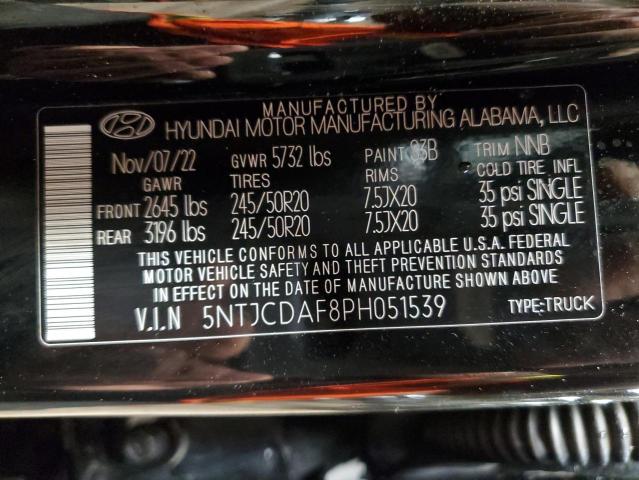 MANUFACTURED BY
HYUNDAI MOTOR MANUFACTURING ALABAMA, LLC
Nov/07/22 GVWR 5732 lbs PAINT S3B TRIM NNB
GAWR TIRES RIMS COLD TIRE INFL
FRONT 2645 lbs 245/50R20 7.5JX20 35 psi SINGLE
REAR 3196 lbs 245/50R20 7.5JX20 35 psi SINGLE
THIS VEHICLE CONFORMS TO ALL APPLICABLE U.S.A. FEDERAL
MOTOR VEHICLE SAFETY AND THEFT PREVENTION STANDARDS
IN EFFECT ON THE DATE OF MANUFACTURE SHOWN ABOVE
V.I.N 5NTJCDAF8PH051539 TYPE:TRUCK